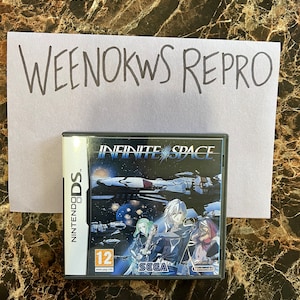 WEENOKWS REPRO
INFINITE SPACE
NINTENDO DS
12
SEGA